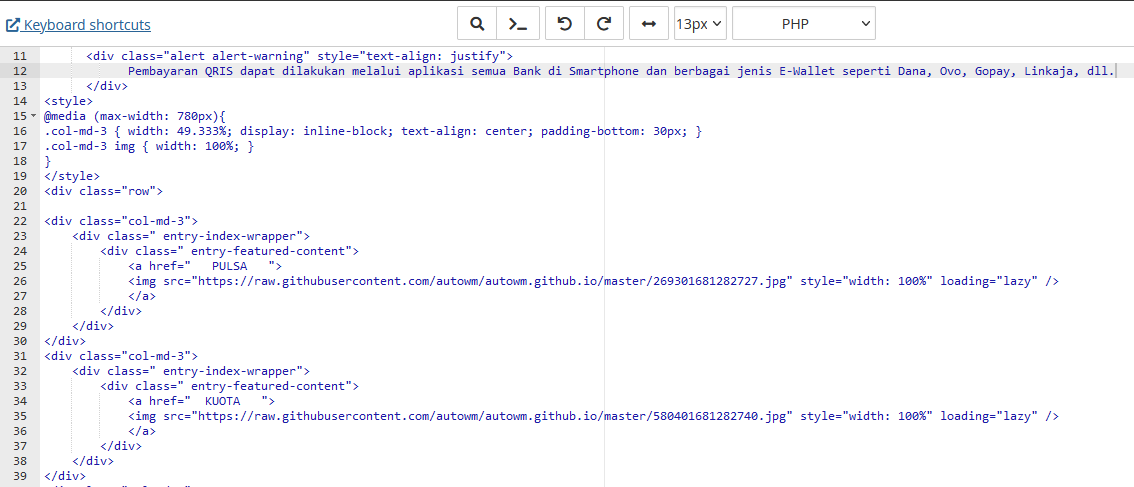 Keyboard shortcuts
13px
PHP
11 <div class="alert alert-warning" style="text-align: justify">
12 Pembayaran QRIS dapat dilakukan melalui aplikasi semua Bank di Smartphone dan berbagai jenis E-Wallet seperti Dana, Ovo, Gopay, Linkaja, dll.
13 </div>
14 <style>
15 @media (max-width: 780px){
16 .col-md-3 { width: 49.333%; display: inline-block; text-align: center; padding-bottom: 30px; }
17 .col-md-3 img { width: 100%; }
18 }
19 </style>
20 <div class="row">
21
22 <div class="col-md-3">
23 <div class=" entry-index-wrapper">
24 <div class=" entry-featured-content">
25 <a href="   PULSA   ">
26 <img src="https://raw.githubusercontent.com/autowm/autowm.github.io/master/269301681282727.jpg" style="width: 100%" loading="lazy" />
27 </a>
28 </div>
29 </div>
30 </div>
31 <div class="col-md-3">
32 <div class=" entry-index-wrapper">
33 <div class=" entry-featured-content">
34 <a href="  KUOTA   ">
35 <img src="https://raw.githubusercontent.com/autowm/autowm.github.io/master/580401681282740.jpg" style="width: 100%" loading="lazy" />
36 </a>
37 </div>
38 </div>
39 </div>